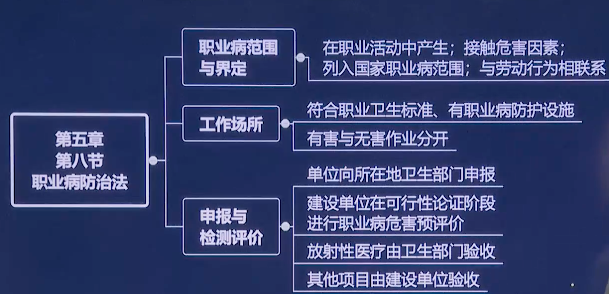 第五章
第八节
职业病防治法
职业病范围
与界定
在职业活动中产生；接触危害因素；
列入国家职业病范围；与劳动行为相联系
工作场所
符合职业卫生标准、有职业病防护设施
有害与无害作业分开
申报与
检测评价
单位向所在地卫生部门申报
建设单位在可行性论证阶段
进行职业病危害预评价
放射性医疗由卫生部门验收
其他项目由建设单位验收